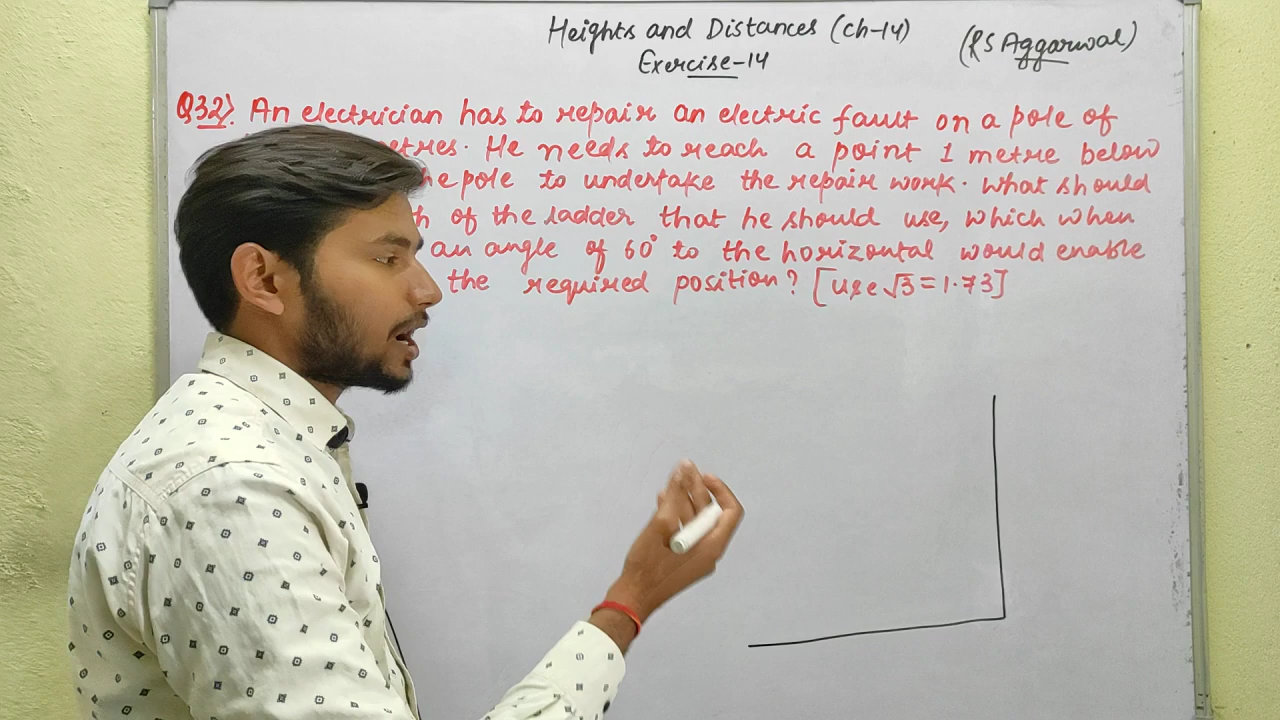 Heights and Distances (Ch-14)
(RS Aggarwal)
Exercise-14
Q32). An electrician has to repair an electric fault on a pole of
etres. He needs to reach a point 1 metre below
he pole to undertake the repair work. What should
h of the ladder that he should use, which when
an angle of 60° to the horizontal would enable
the required position? [use √3=1.73]